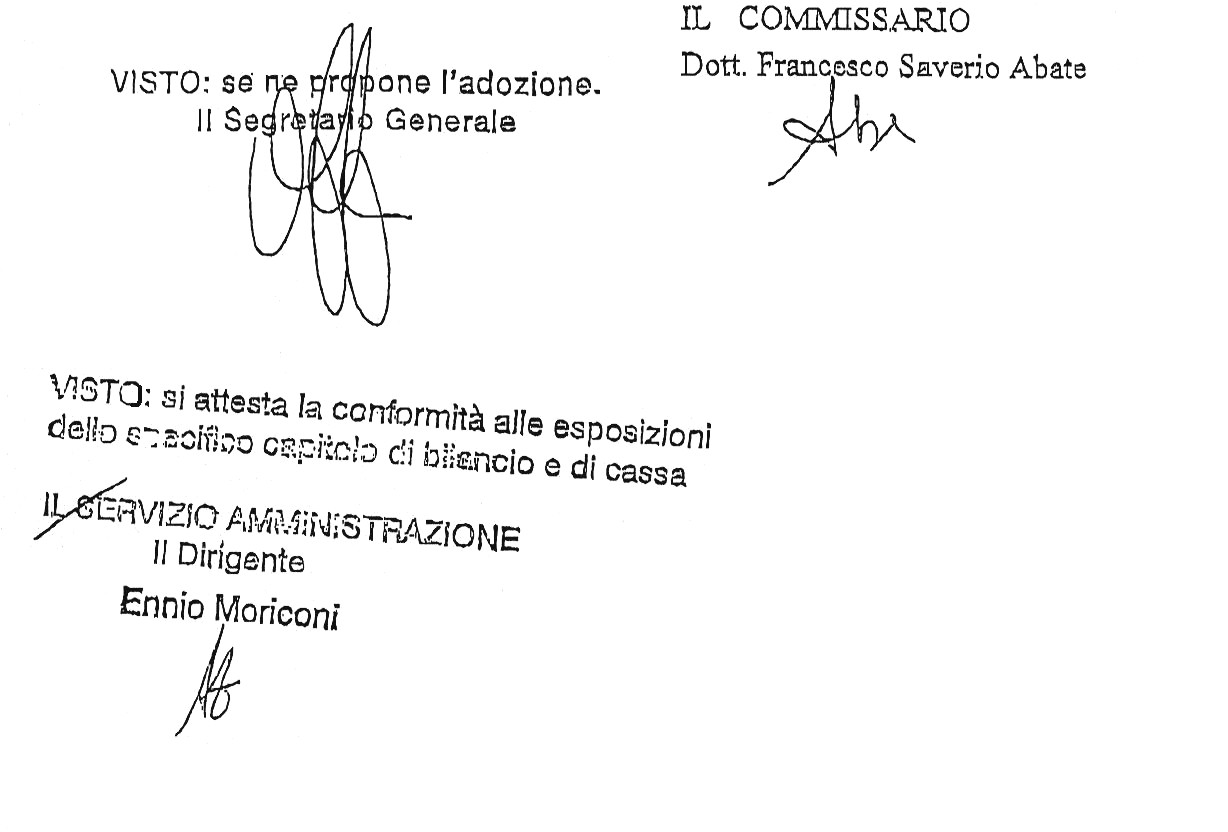 IL COMMISSARIO
Dott. Francesco Saverio Abate
VISTO: se ne propone l'adozione.
Il Segretario Generale
VISTO: si attesta la conformità alle esposizioni
dello specifico capitolo di bilancio e di cassa
IL SERVIZIO AMMINISTRAZIONE
Il Dirigente
Ennio Moriconi